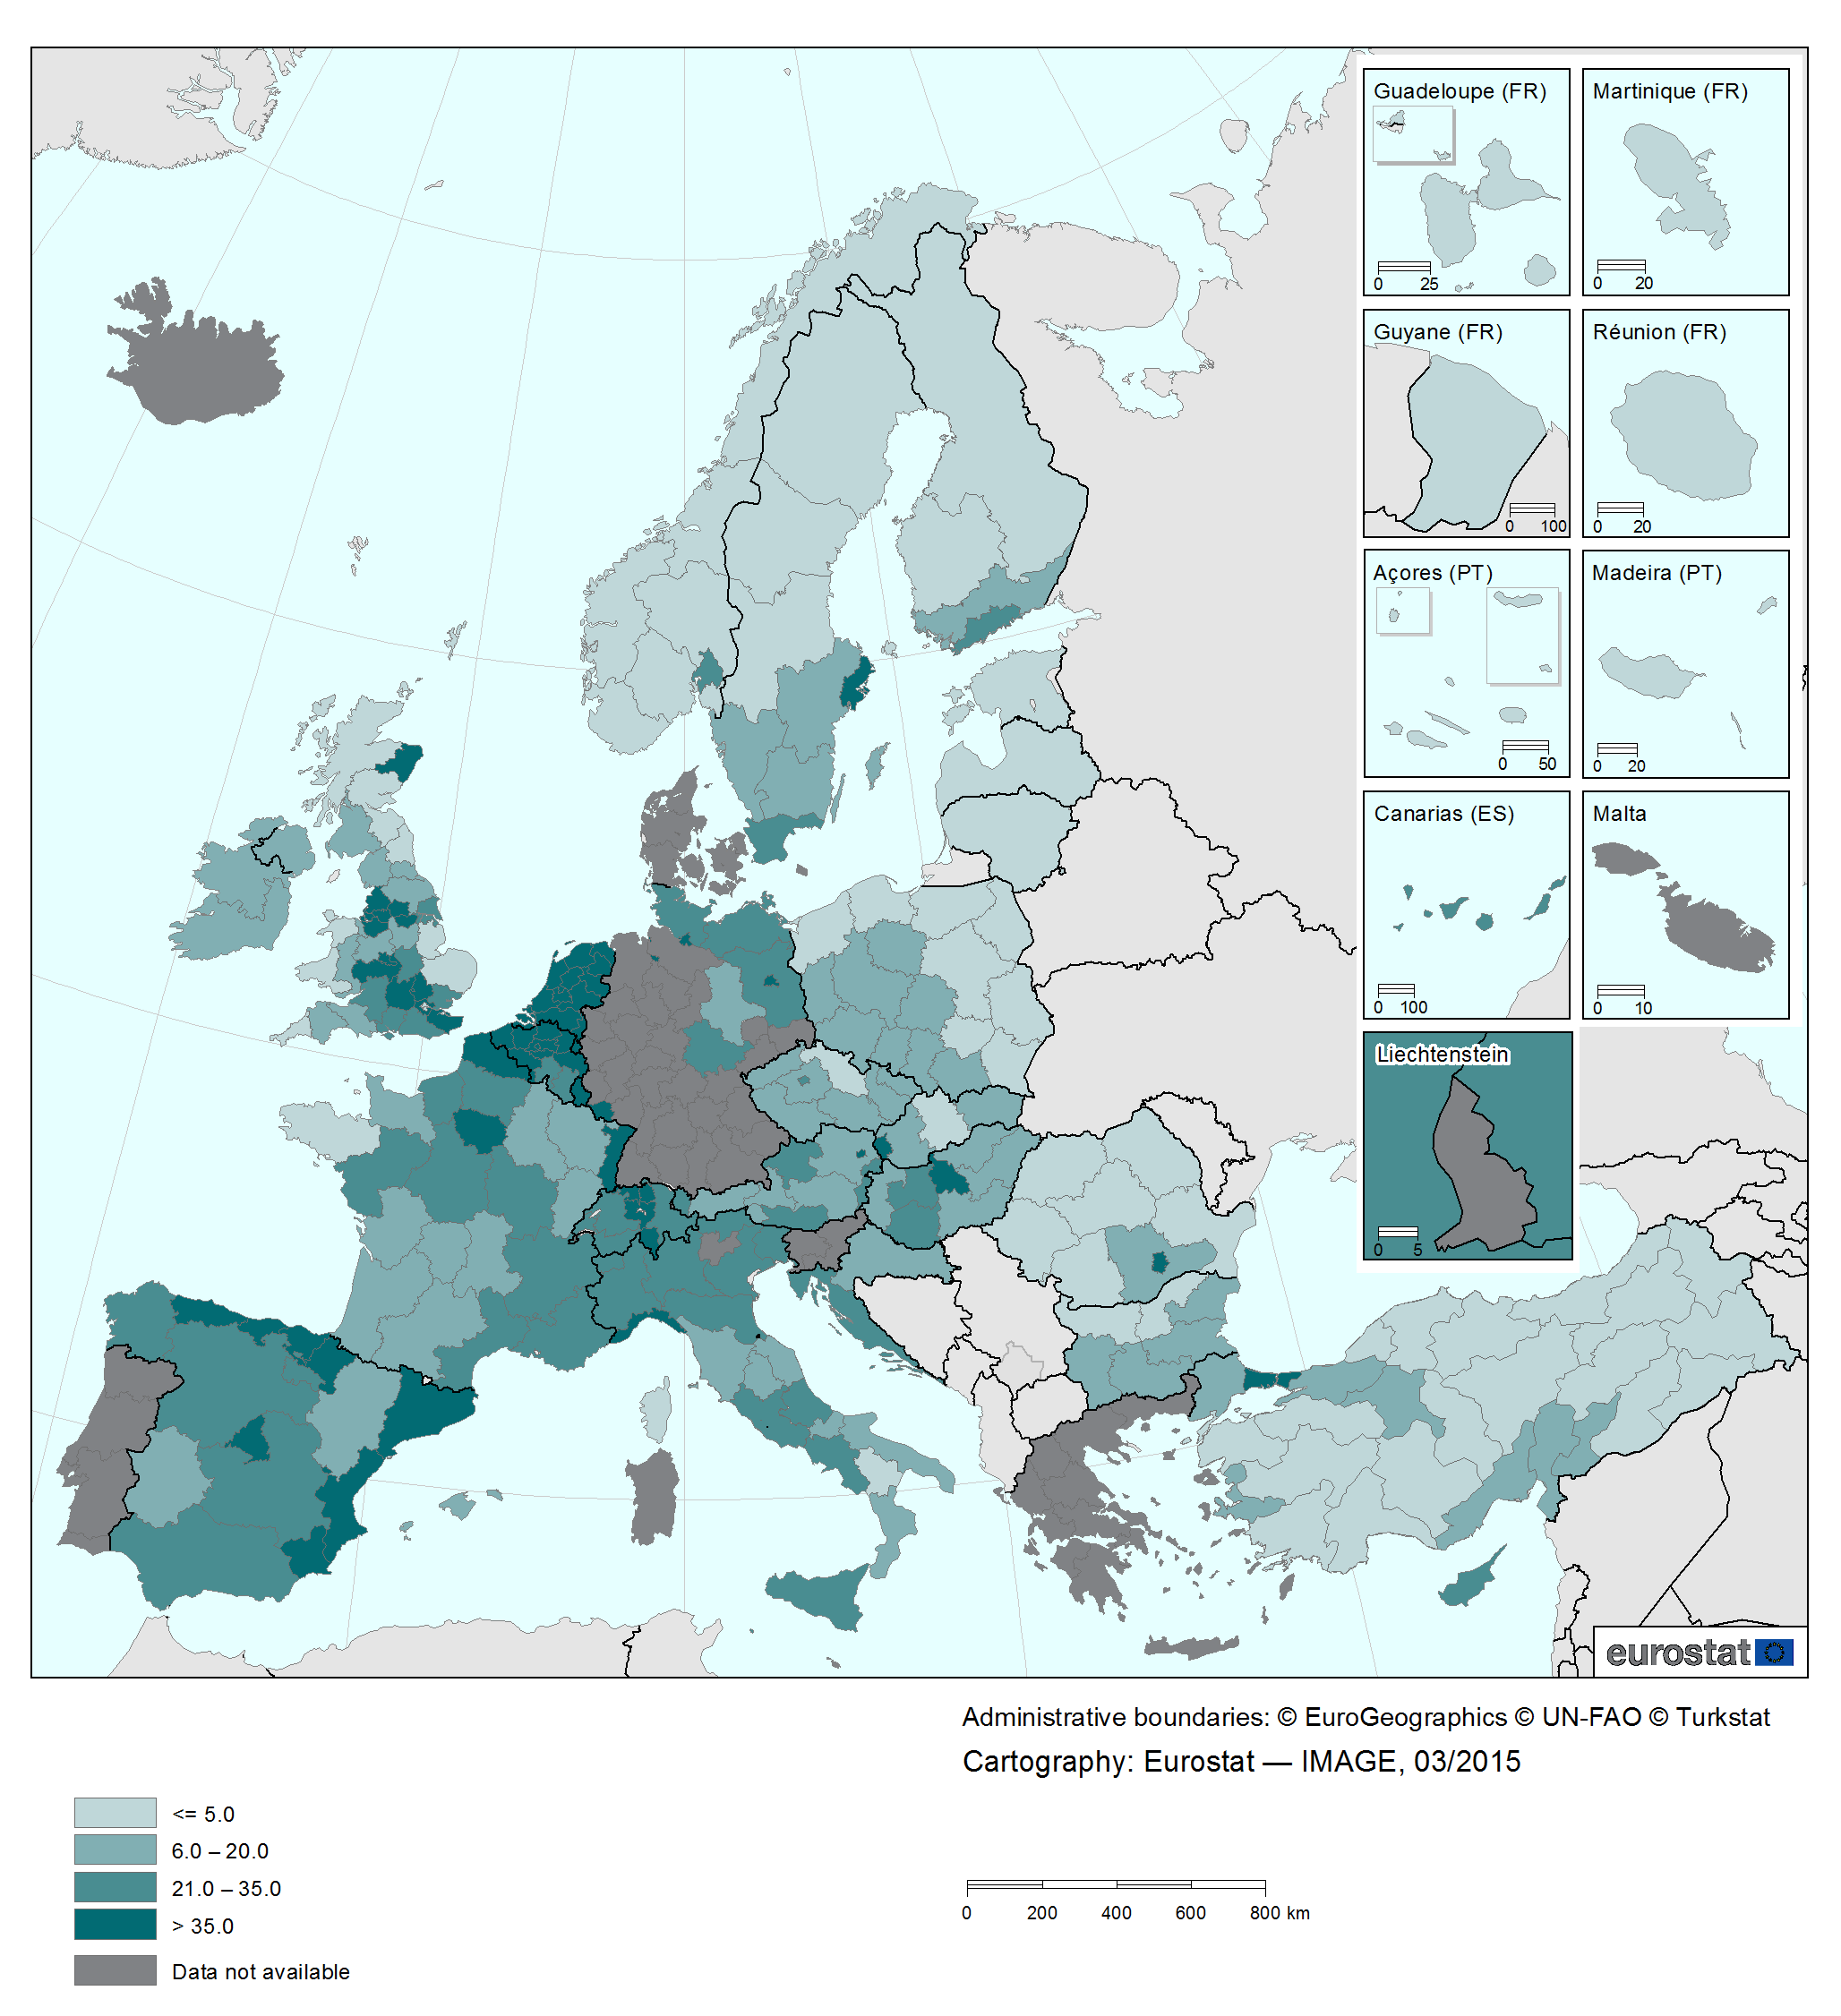 Guadeloupe (FR)
0 25
Martinique (FR)
0 20
Guyane (FR)
0 100
Réunion (FR)
0 20
Açores (PT)
0 50
Madeira (PT)
0 20
Canarias (ES)
0 100
Malta
0 10
Liechtenstein
0 5
eurostat
Administrative boundaries: © EuroGeographics © UN-FAO © Turkstat
Cartography: Eurostat — IMAGE, 03/2015
<= 5.0
6.0 – 20.0
21.0 – 35.0
> 35.0
Data not available
0 200 400 600 800 km